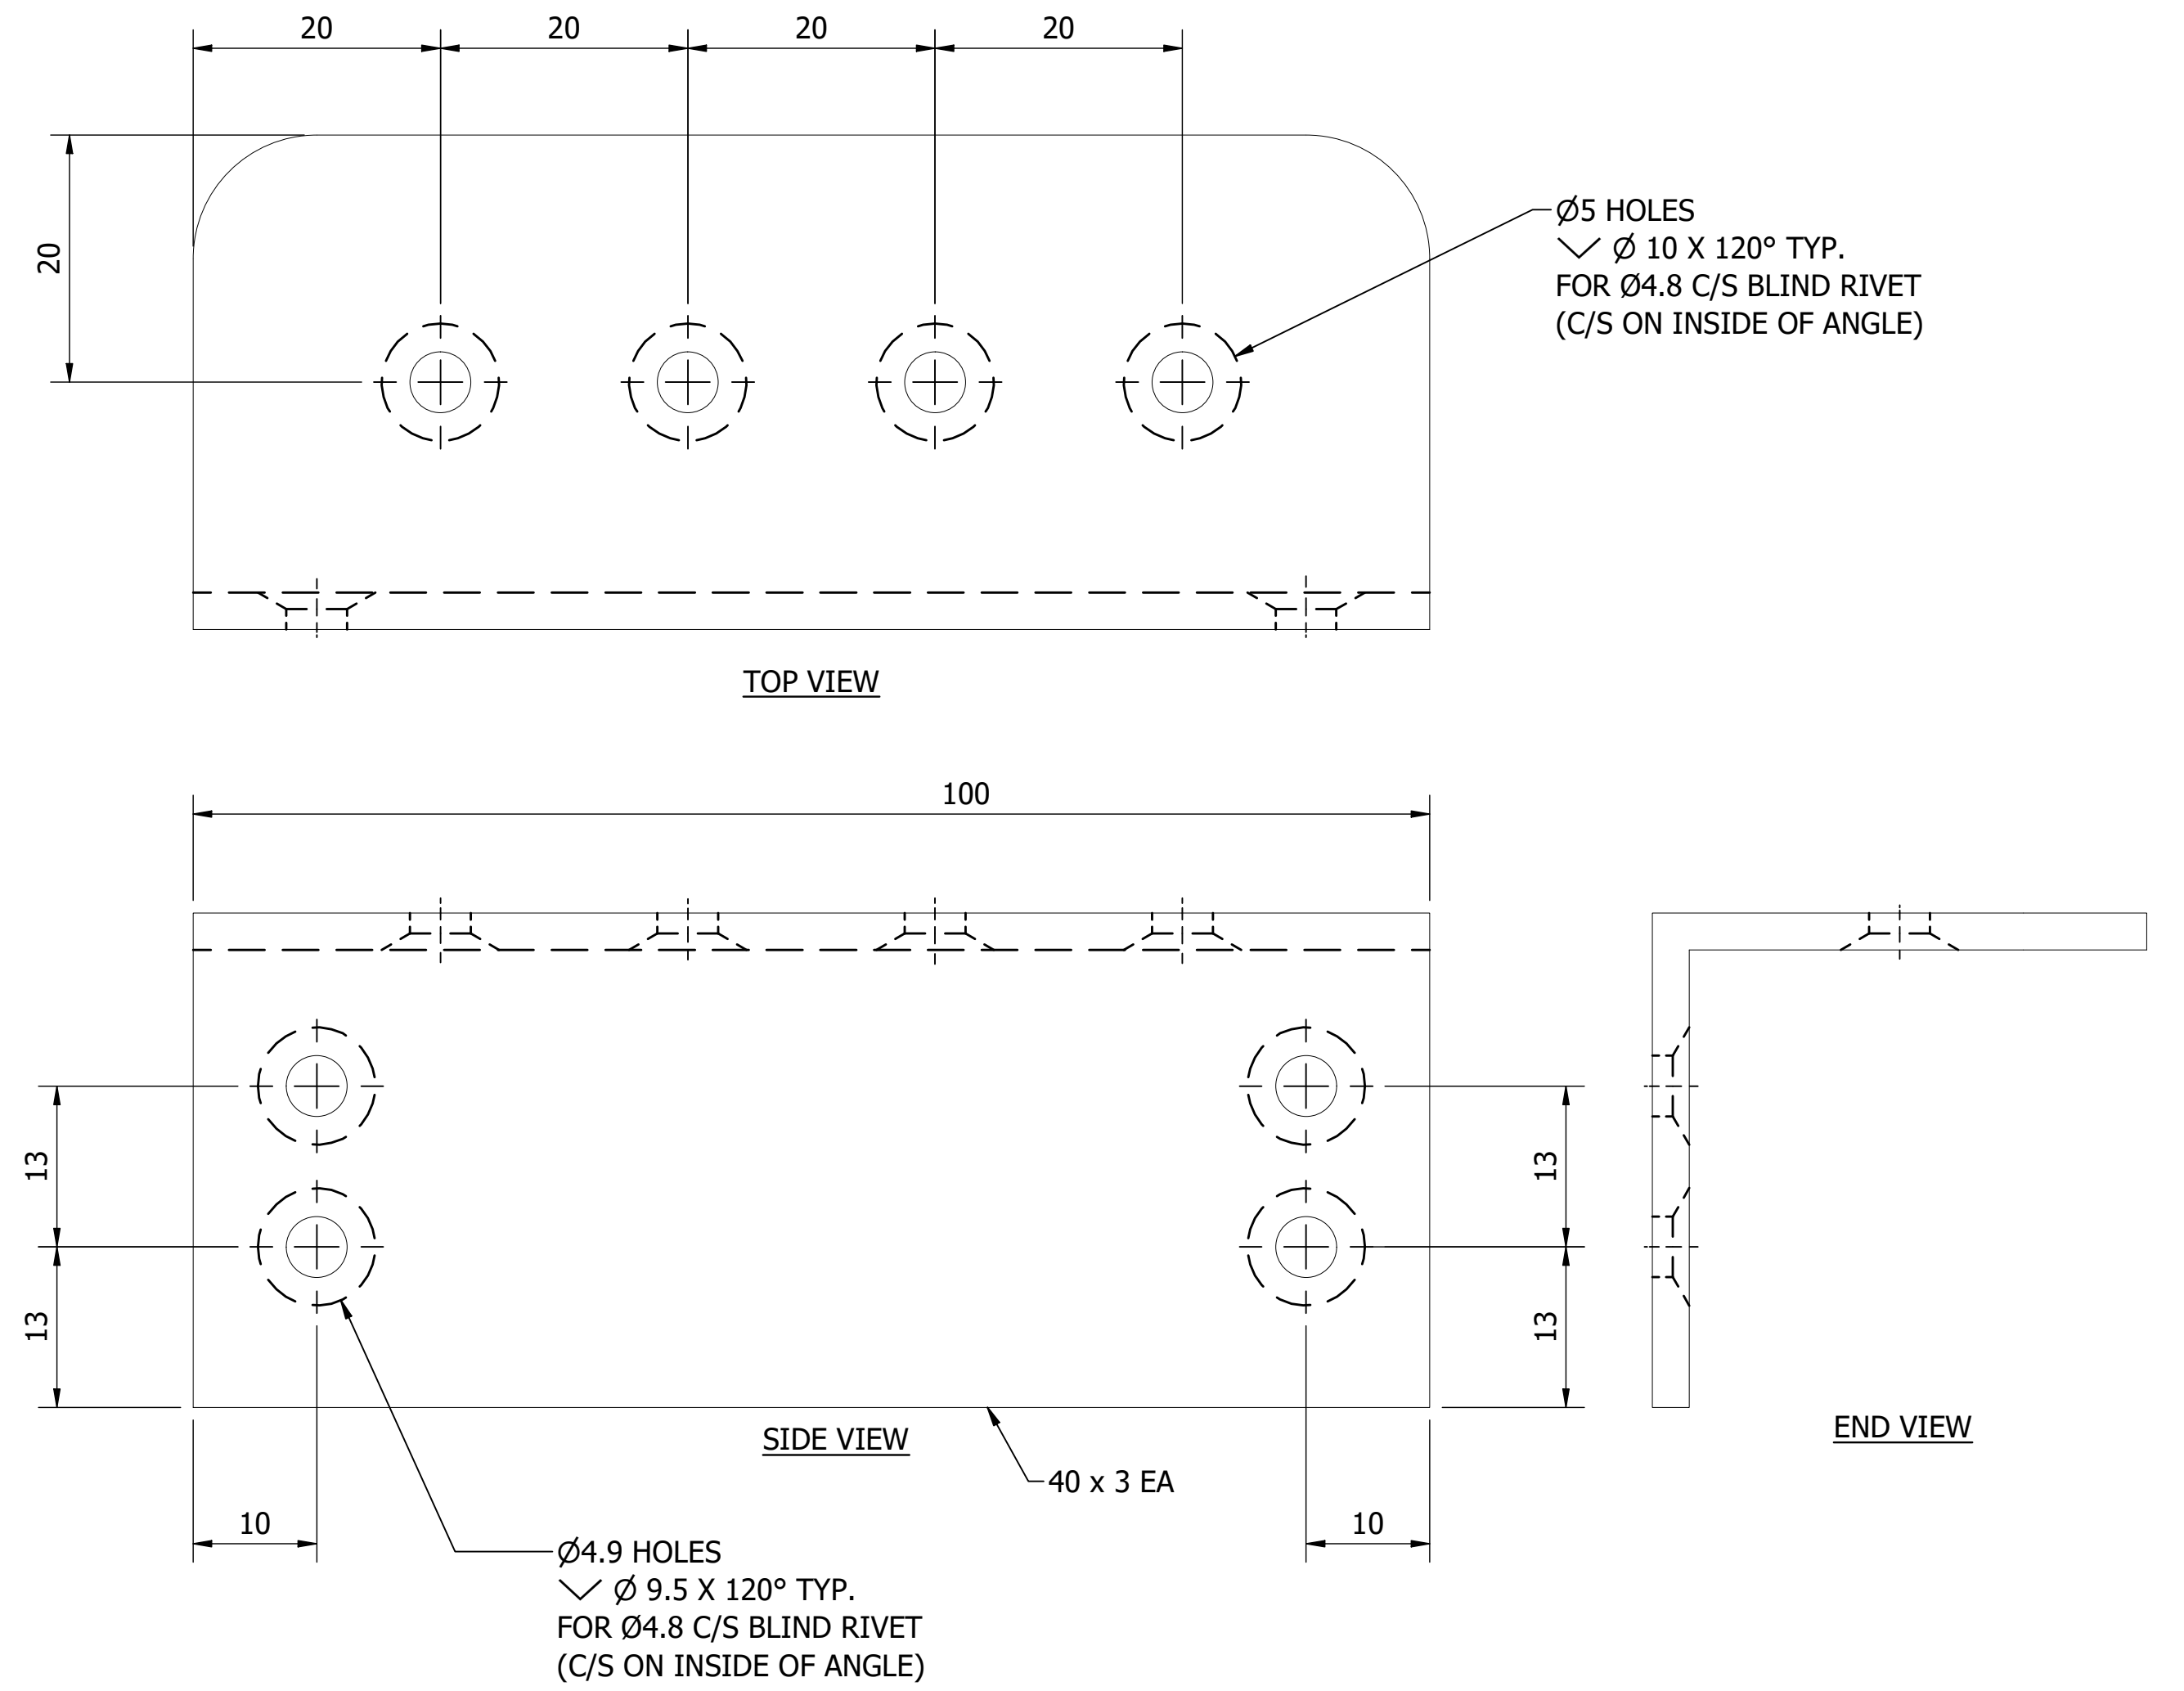 20 20 20 20
20
Ø5 HOLES
⌵ Ø 10 X 120° TYP.
FOR Ø4.8 C/S BLIND RIVET
(C/S ON INSIDE OF ANGLE)
TOP VIEW
100
13
13
13
13
SIDE VIEW
END VIEW
40 x 3 EA
10
10
Ø4.9 HOLES
⌵ Ø 9.5 X 120° TYP.
FOR Ø4.8 C/S BLIND RIVET
(C/S ON INSIDE OF ANGLE)